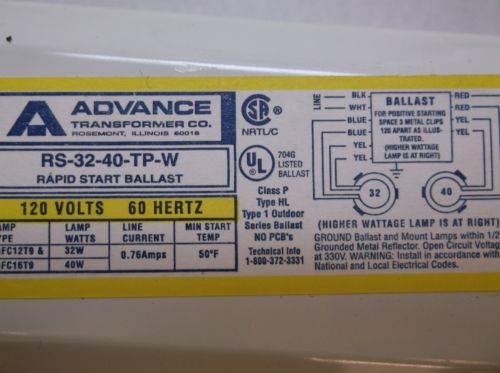 ADVANCE
TRANSFORMER CO.
ROSEMONT, ILLINOIS 60018
RS-32-40-TP-W
RAPID START BALLAST
120 VOLTS 60 HERTZ
LAMP WATTS
LINE CURRENT
MIN START TEMP
FC12T9 & 32W 0.76Amps 50°F
FC16T9 40W
SA
NRTL/C
UL
704G
LISTED
Class P
Type HL
Type 1 Outdoor
Series Ballast
NO PCB's
Technical Info
1-800-372-3331
LINE
BLK
WHT
BLUE
BLUE
YEL
YEL
BALLAST
FOR POSITIVE STARTING
SPACE 3 METAL CLIPS
120 APART AS ILLUS-
TRATED.
(HIGHER WATTAGE
LAMP IS AT RIGHT)
RED
RED
YEL
YEL
32
40
(HIGHER WATTAGE LAMP IS AT RIGHT)
GROUND Ballast and Mount Lamps within 1/2
Grounded Metal Reflector. Open Circuit Voltag
at 330V. WARNING: Install in accordance with
National and Local Electrical Codes.